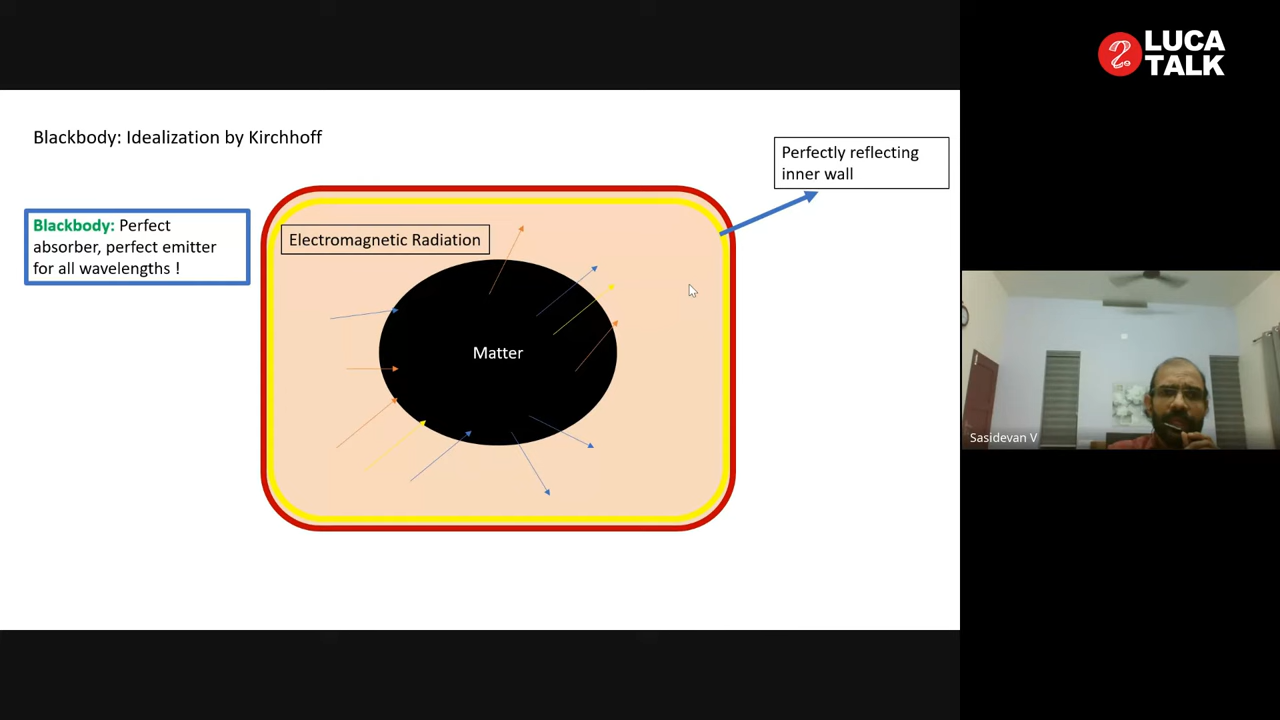 LUCA
TALK
Blackbody: Idealization by Kirchhoff
Perfectly reflecting
inner wall
Blackbody: Perfect
absorber, perfect emitter
for all wavelengths !
Electromagnetic Radiation
Matter
Sasidevan V